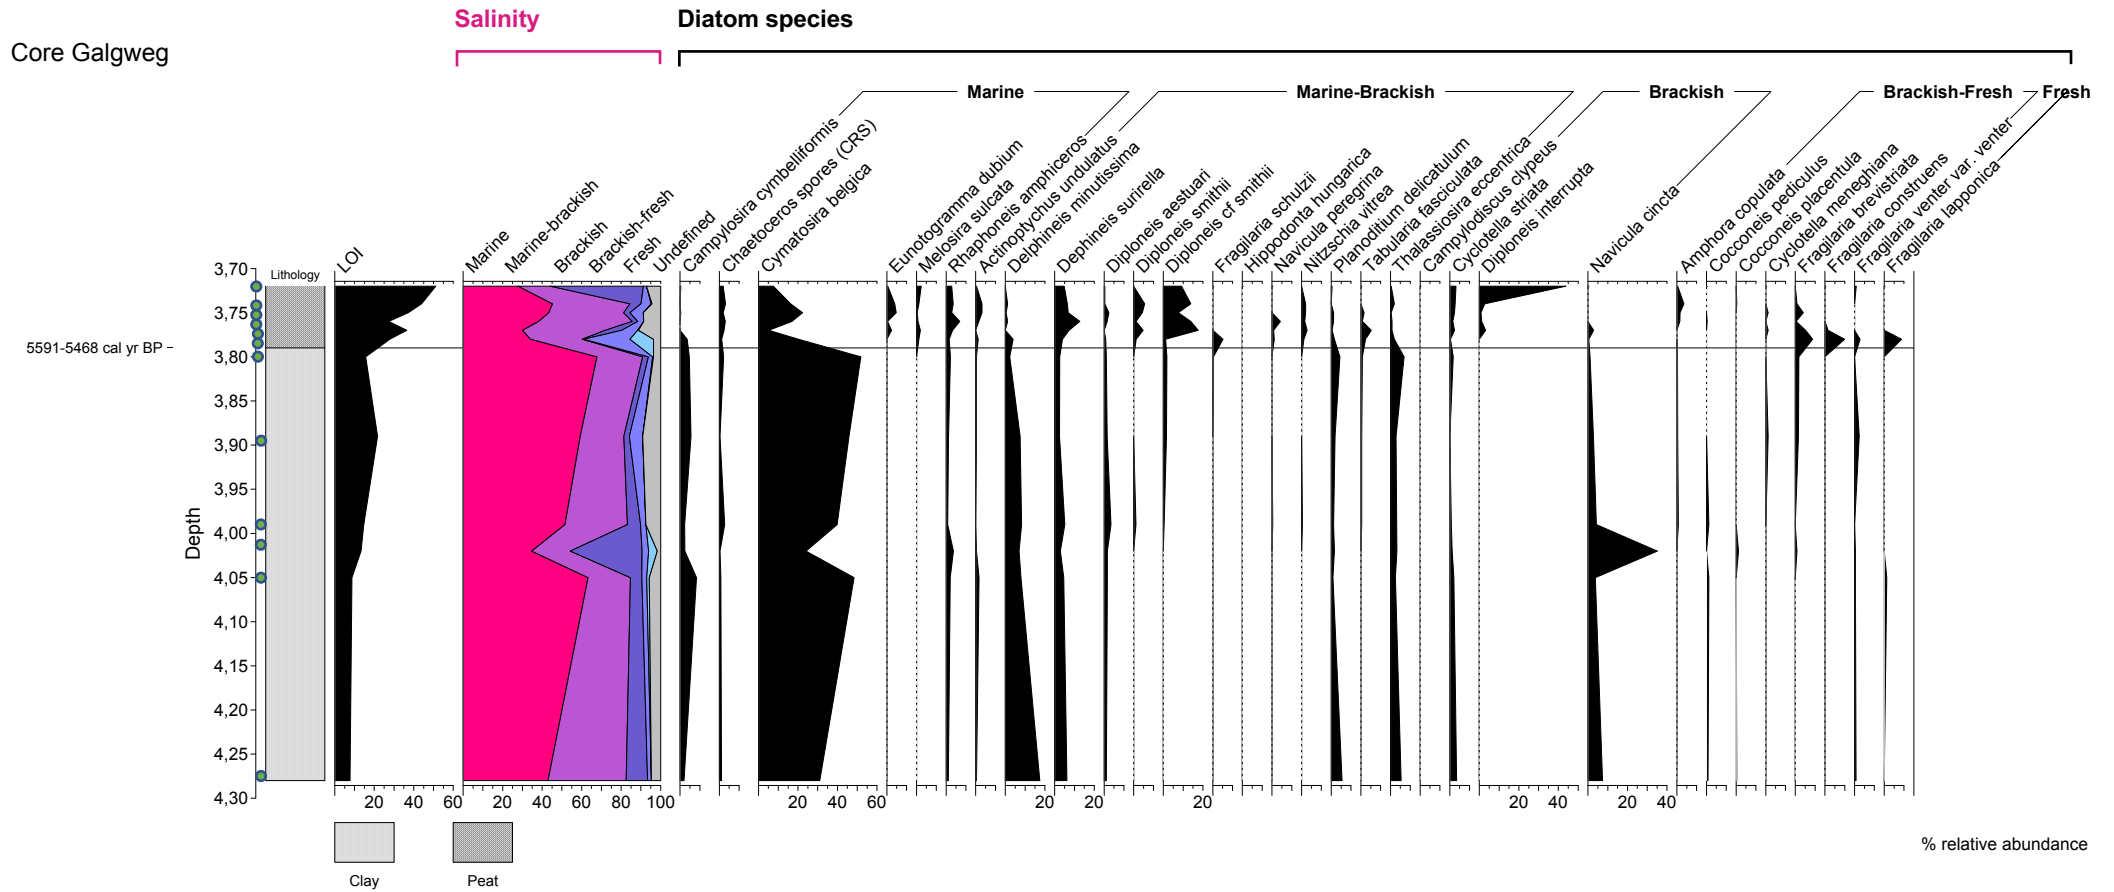 Salinity
Diatom species
Core Galgweg
Marine
Marine-Brackish
Brackish
Brackish-Fresh
Fresh
Lithology
LOI
Marine
Marine-brackish
Brackish
Brackish-fresh
Fresh
Undefined
Campylosira cymbelliformis
Chaetoceros spores (CRS)
Cymatosira belgica
Eunotogramma dubium
Melosira sulcata
Rhaphoneis amphiceros
Actinoptychus undulatus
Delphineis minutissima
Dephineis surirella
Diploneis aestuari
Diploneis smithii
Diploneis cf smithii
Fragilaria schulzii
Hippodonta hungarica
Navicula peregrina
Nitzschia vitrea
Planoditium delicatulum
Tabularia fasciculata
Thalassiosira eccentrica
Campylodiscus clypeus
Cyclotella striata
Diploneis interrupta
Navicula cincta
Amphora copulata
Cocconeis pediculus
Cocconeis placentula
Cyclotella meneghiana
Fragilaria brevistriata
Fragilaria construens
Fragilaria venter var. venter
Fragilaria lapponica
3,70
3,75
5591-5468 cal yr BP
3,80
3,85
3,90
3,95
4,00
Depth
4,05
4,10
4,15
4,20
4,25
4,30
20 40 60 20 40 60 80 100 20 40 60 20 20 20 20 40 20 40
Clay
Peat
% relative abundance